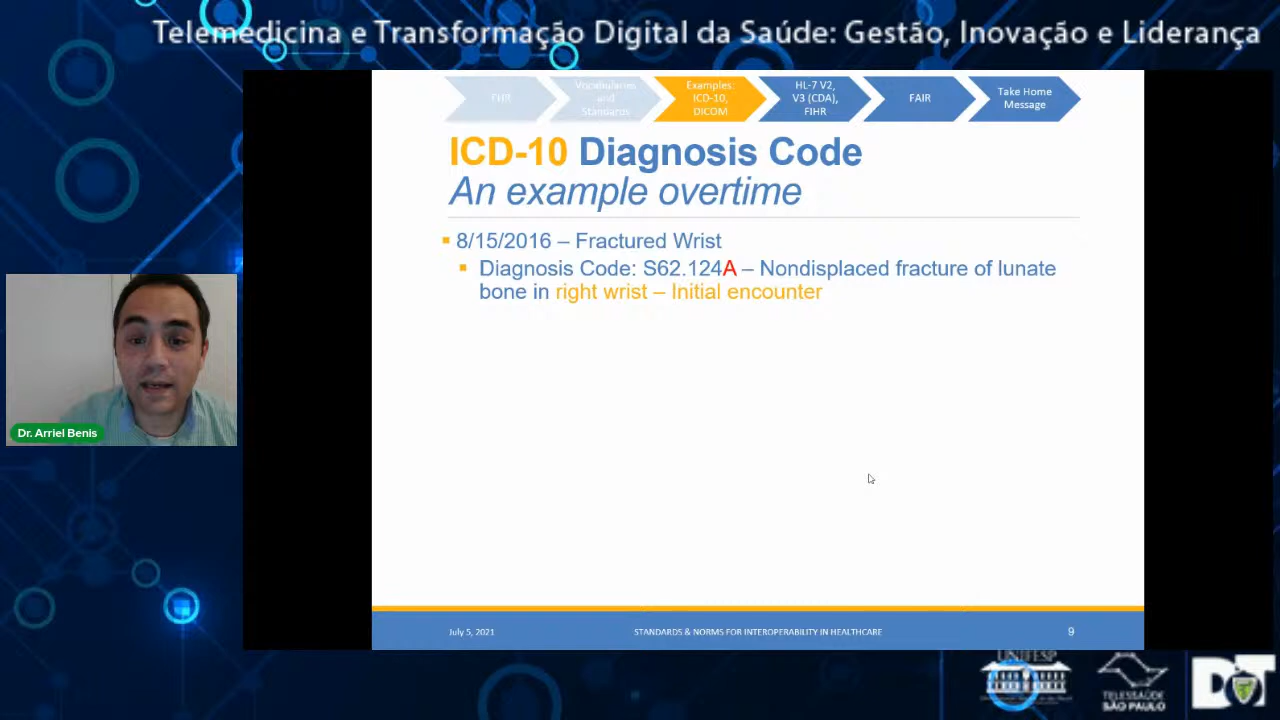 Telemedicina e Transformação Digital da Saúde: Gestão, Inovação e Liderança
EHR
Vocabularies
and
Standards
Examples:
ICD-10,
DICOM
HL-7 V2,
V3 (CDA),
FIHR
FAIR
Take Home
Message
ICD-10 Diagnosis Code
An example overtime
8/15/2016 – Fractured Wrist
Diagnosis Code: S62.124A – Nondisplaced fracture of lunate
bone in right wrist – Initial encounter
Dr. Arriel Benis
July 5, 2021
STANDARDS & NORMS FOR INTEROPERABILITY IN HEALTHCARE
9
UNIFESP
TELESSAÚDE
SÃO PAULO